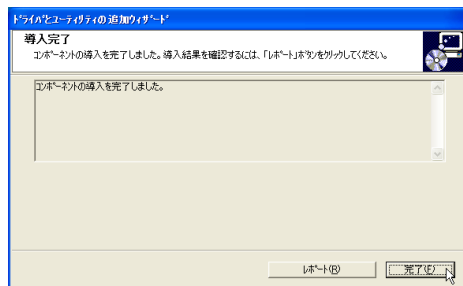 ﾄﾞﾗｲﾊﾞとﾕｰﾃｨﾘﾃｨの追加ｳｨｻﾞｰﾄﾞ
導入完了
ｺﾝﾎﾟｰﾈﾝﾄの導入を完了しました。導入結果を確認するには、「ﾚﾎﾟｰﾄ」ﾎﾞﾀﾝをｸﾘｯｸしてください。
ｺﾝﾎﾟｰﾈﾝﾄの導入を完了しました。
ﾚﾎﾟｰﾄ(R)
完了(F)